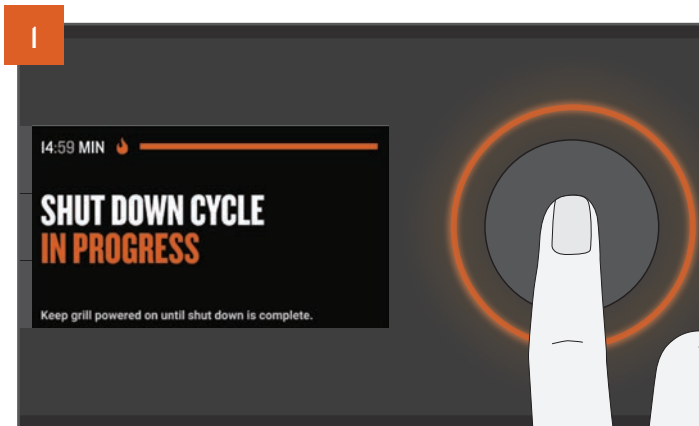 1
14:59 MIN
SHUT DOWN CYCLE
IN PROGRESS
Keep grill powered on until shut down is complete.